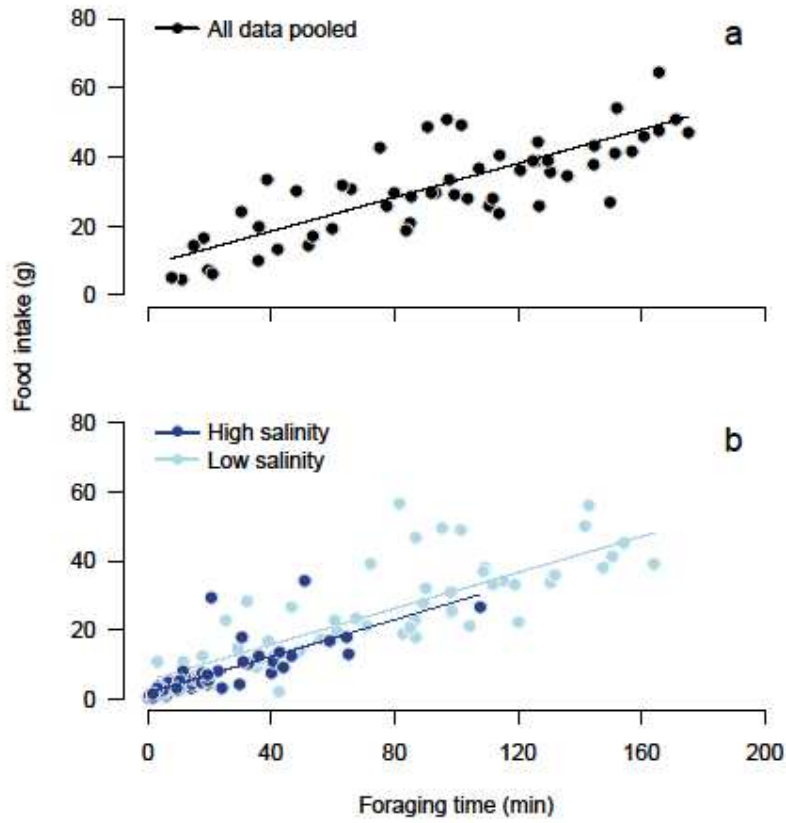 80
All data pooled
a
60
40
20
0
Food intake (g)
80
High salinity
b
Low salinity
60
40
20
0
0 40 80 120 160 200
Foraging time (min)